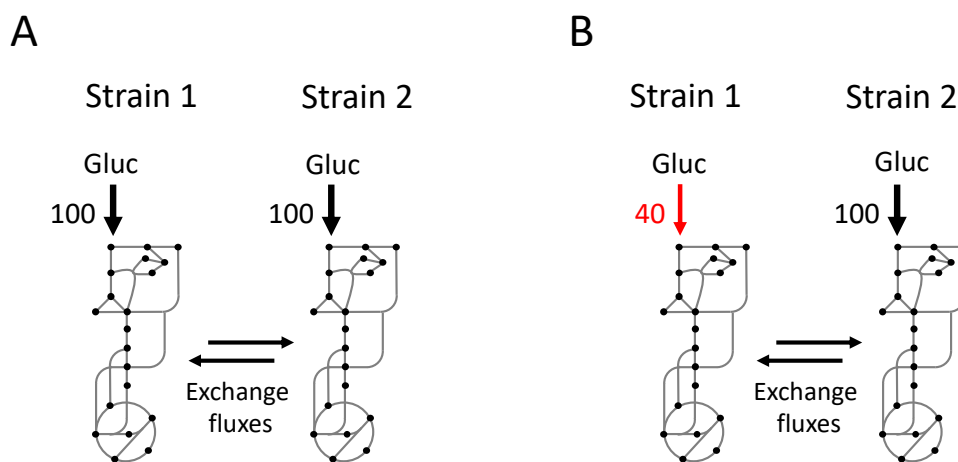 A
Strain 1
Strain 2
Gluc
Gluc
100
100
Exchange
fluxes
B
Strain 1
Strain 2
Gluc
Gluc
40
100
Exchange
fluxes